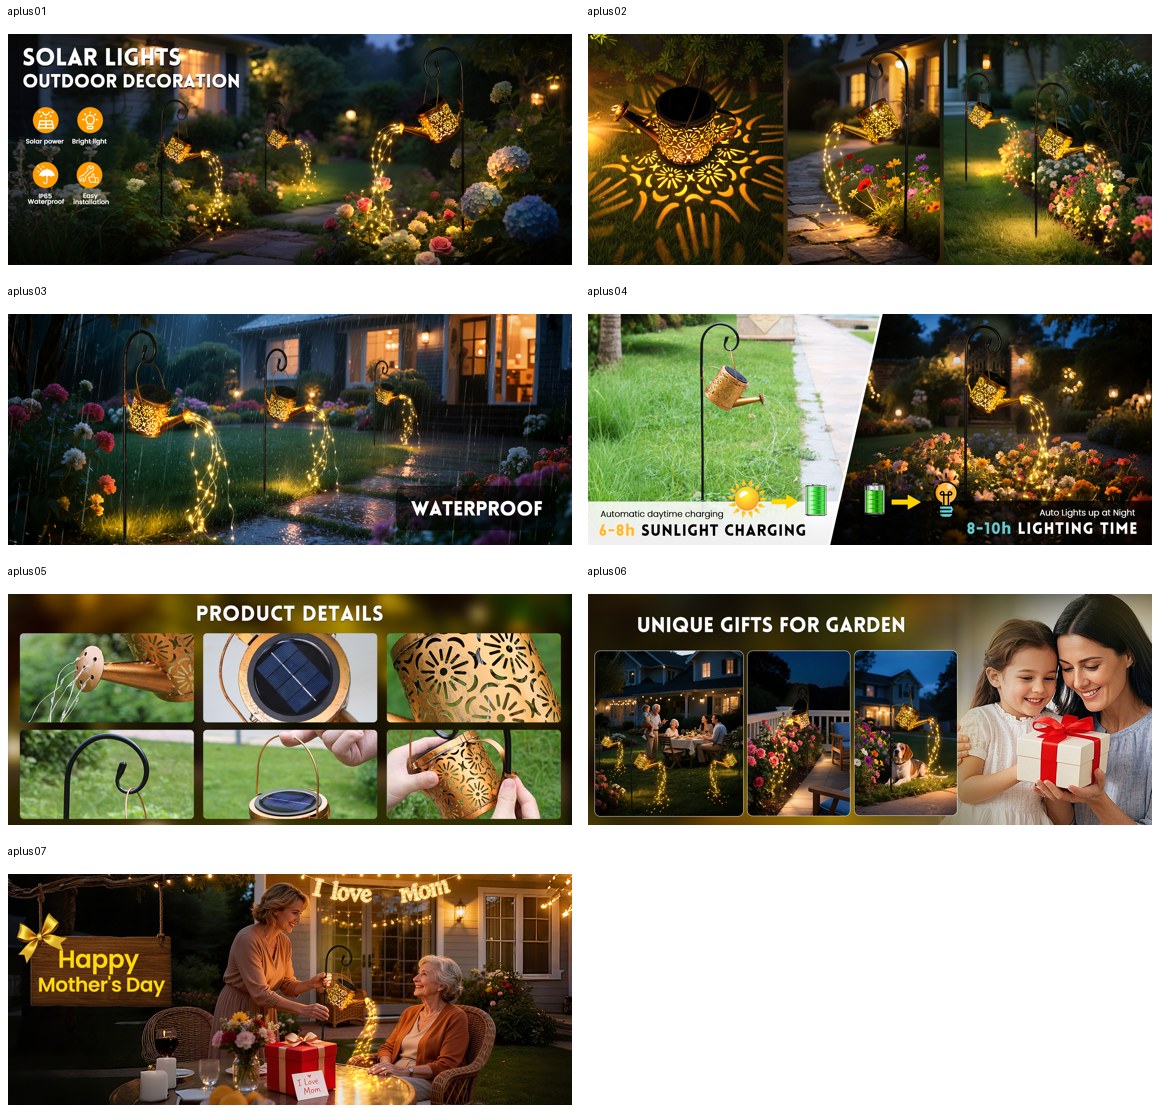 aplus01
SOLAR LIGHTS
OUTDOOR DECORATION
Solar power
Bright light
IP65
Waterproof
Easy
installation
aplus02
aplus03
WATERPROOF
aplus04
Automatic daytime charging
6-8h SUNLIGHT CHARGING
Auto Lights up at Night
8-10h LIGHTING TIME
aplus05
PRODUCT DETAILS
aplus06
UNIQUE GIFTS FOR GARDEN
aplus07
I love Mom
Happy
Mother's Day
I Love
Mom